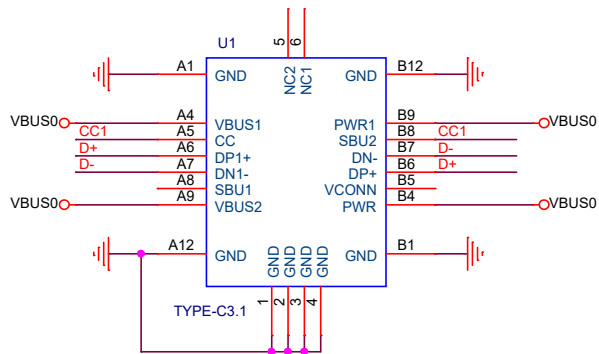 U1
5 6
A1 GND NC2 NC1 GND B12
VBUS0 A4 VBUS1 PWR1 B9 VBUS0
CC1 A5 CC SBU2 B8 CC1
D+ A6 DP1+ DN- B7 D-
D- A7 DN1- DP+ B6 D+
A8 SBU1 VCONN B5
VBUS0 A9 VBUS2 PWR B4 VBUS0
A12 GND GND GND GND GND GND B1
1 2 3 4
TYPE-C3.1